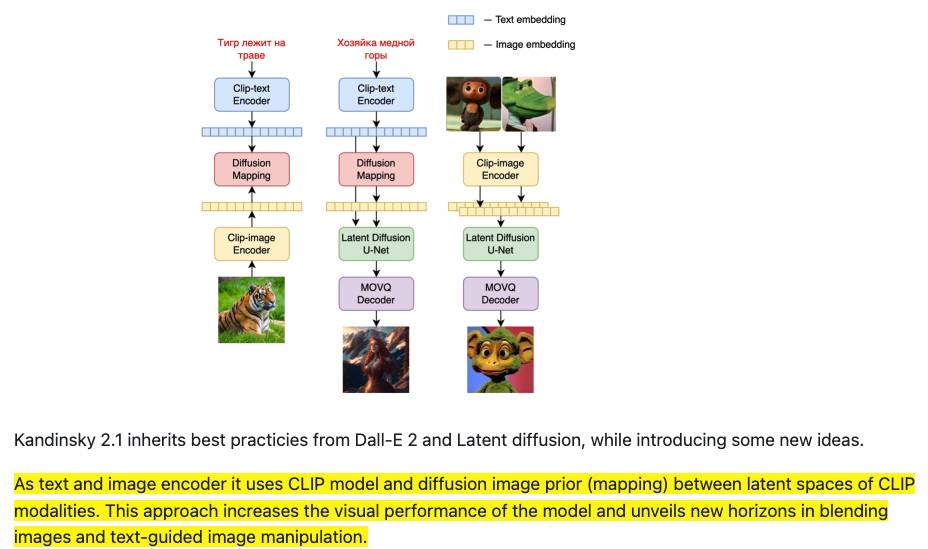 — Text embedding
— Image embedding
Тигр лежит на
траве
Хозяйка медной
горы
Clip-text
Encoder
Clip-text
Encoder
Diffusion
Mapping
Diffusion
Mapping
Clip-image
Encoder
Clip-image
Encoder
Latent Diffusion
U-Net
Latent Diffusion
U-Net
MOVQ
Decoder
MOVQ
Decoder
Kandinsky 2.1 inherits best practicies from Dall-E 2 and Latent diffusion, while introducing some new ideas.
As text and image encoder it uses CLIP model and diffusion image prior (mapping) between latent spaces of CLIP
modalities. This approach increases the visual performance of the model and unveils new horizons in blending
images and text-guided image manipulation.